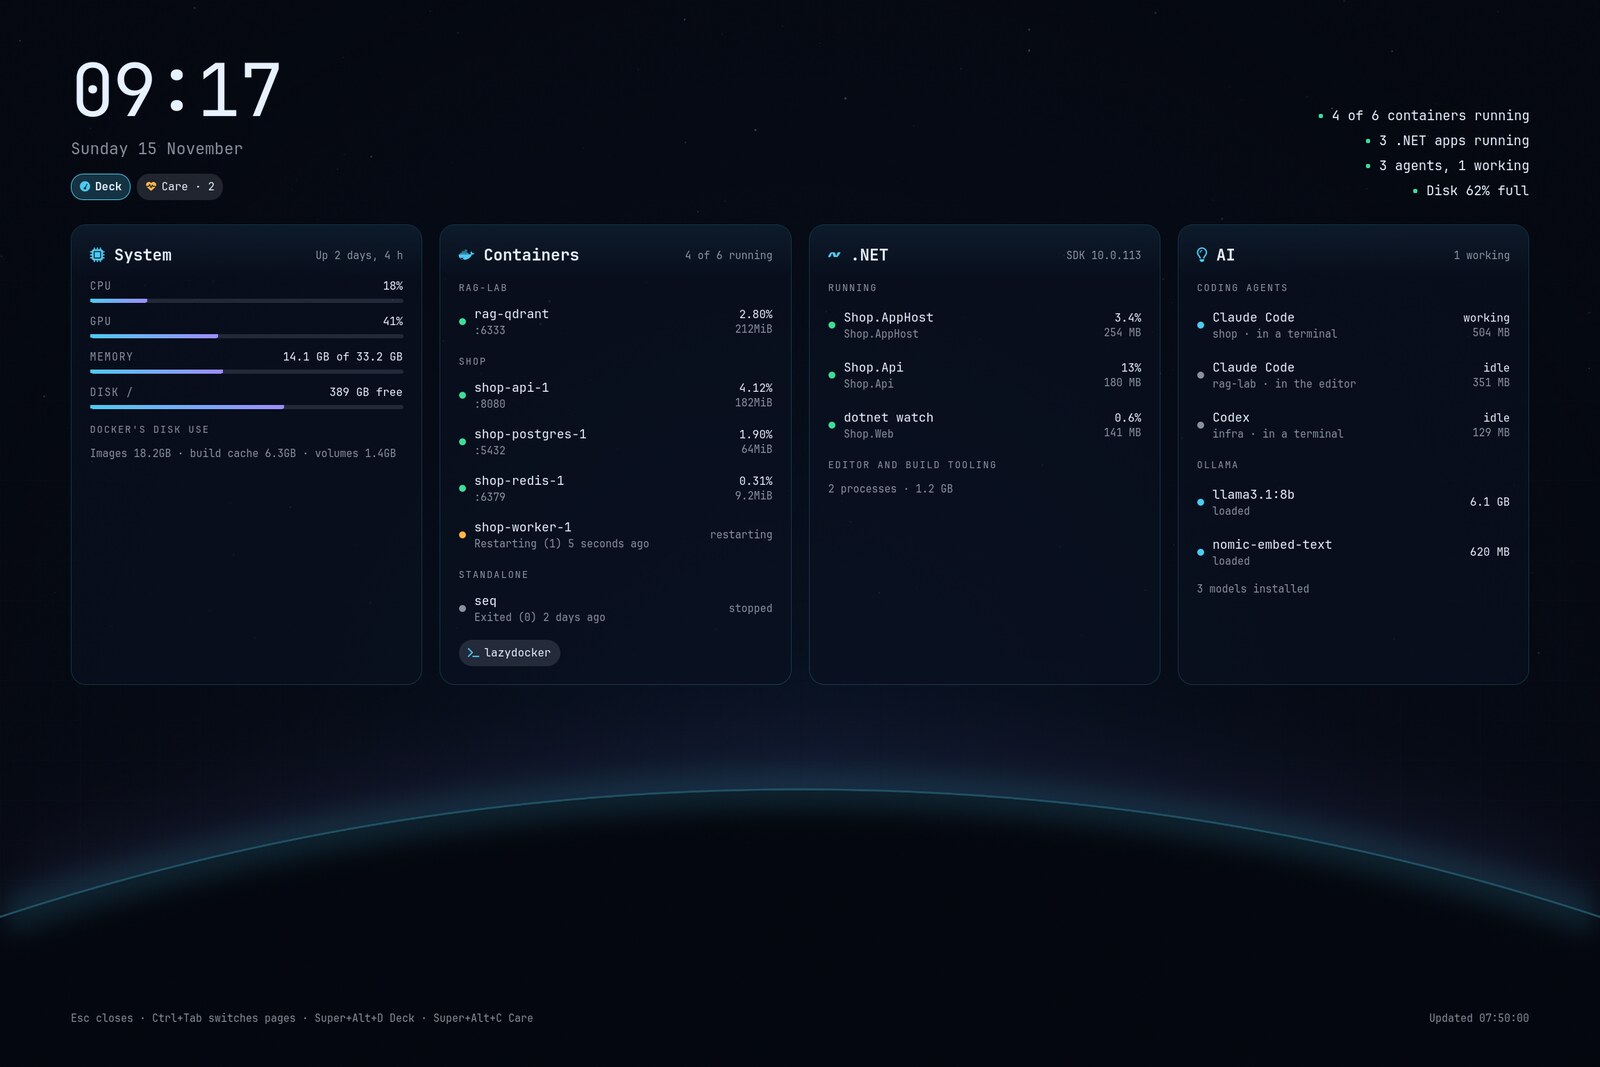 09:17
Sunday 15 November
Deck
Care · 2
4 of 6 containers running
3 .NET apps running
3 agents, 1 working
Disk 62% full
System
Up 2 days, 4 h
CPU 18%
GPU 41%
MEMORY 14.1 GB of 33.2 GB
DISK / 389 GB free
DOCKER'S DISK USE
Images 18.2GB · build cache 6.3GB · volumes 1.4GB
Containers
4 of 6 running
RAG-LAB
rag-qdrant 2.80%
:6333 212MiB
SHOP
shop-api-1 4.12%
:8080 182MiB
shop-postgres-1 1.90%
:5432 64MiB
shop-redis-1 0.31%
:6379 9.2MiB
shop-worker-1
Restarting (1) 5 seconds ago
restarting
STANDALONE
seq
Exited (0) 2 days ago
stopped
lazydocker
.NET
SDK 10.0.113
RUNNING
Shop.AppHost 3.4%
Shop.AppHost 254 MB
Shop.Api 13%
Shop.Api 180 MB
dotnet watch 0.6%
Shop.Web 141 MB
EDITOR AND BUILD TOOLING
2 processes · 1.2 GB
AI
1 working
CODING AGENTS
Claude Code working
shop · in a terminal 504 MB
Claude Code idle
rag-lab · in the editor 351 MB
Codex idle
infra · in a terminal 129 MB
OLLAMA
llama3.1:8b
loaded
6.1 GB
nomic-embed-text
loaded
620 MB
3 models installed
Esc closes · Ctrl+Tab switches pages · Super+Alt+D Deck · Super+Alt+C Care
Updated 07:50:00